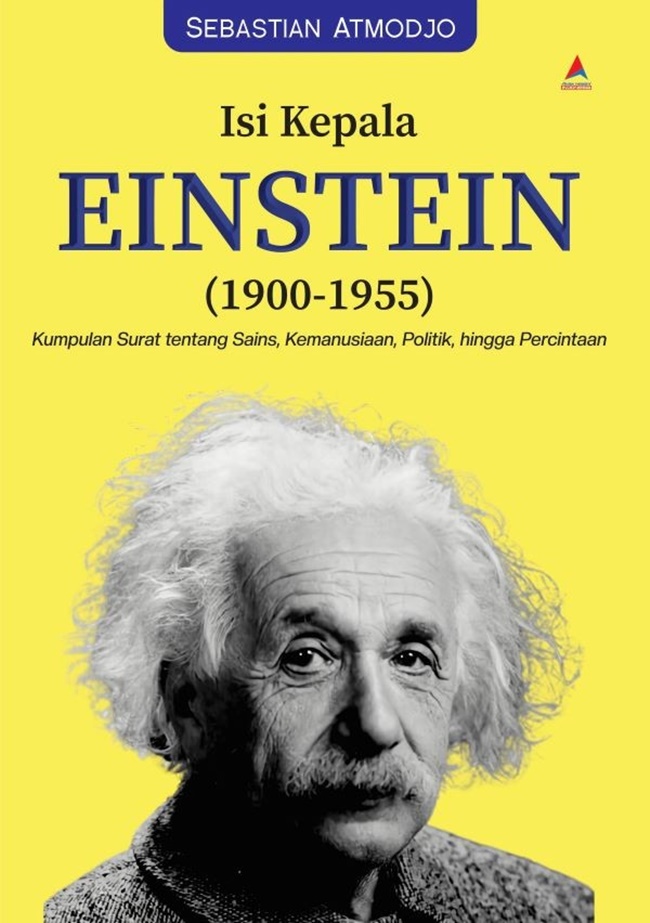 SEBASTIAN ATMODJO
Isi Kepala
EINSTEIN
(1900-1955)
Kumpulan Surat tentang Sains, Kemanusiaan, Politik, hingga Percintaan